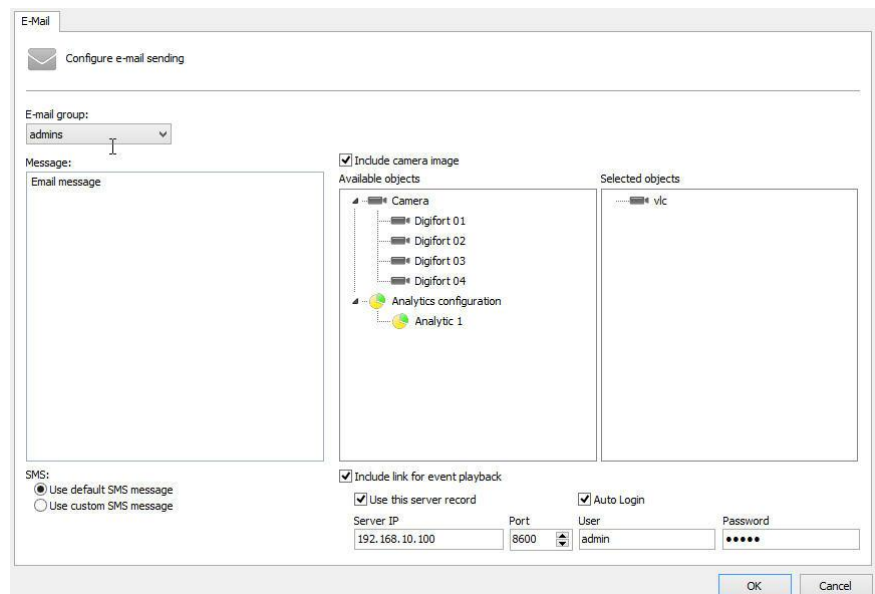 E-Mail
Configure e-mail sending
E-mail group:
admins
Message:
Email message
Include camera image
Available objects
Camera
Digifort 01
Digifort 02
Digifort 03
Digifort 04
Analytics configuration
Analytic 1
Selected objects
vlc
SMS:
Use default SMS message
Use custom SMS message
Include link for event playback
Use this server record
Auto Login
Server IP
Port
User
Password
192.168.10.100
8600
admin
•••••
OK
Cancel